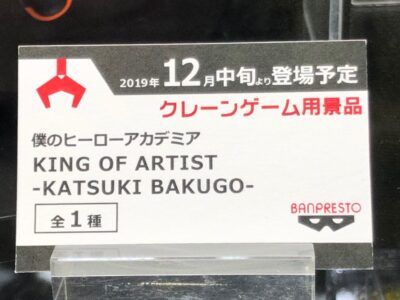 2019年12月中旬より登場予定
クレーンゲーム用景品
僕のヒーローアカデミア
KING OF ARTIST
-KATSUKI BAKUGO-
全1種
BANPRESTO